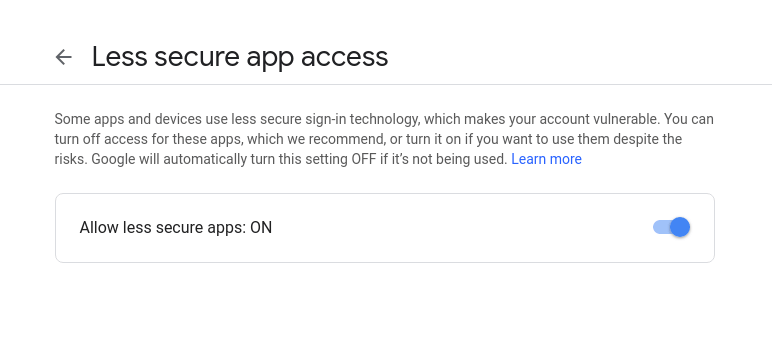 Less secure app access
Some apps and devices use less secure sign-in technology, which makes your account vulnerable. You can
turn off access for these apps, which we recommend, or turn it on if you want to use them despite the
risks. Google will automatically turn this setting OFF if it's not being used. Learn more
Allow less secure apps: ON